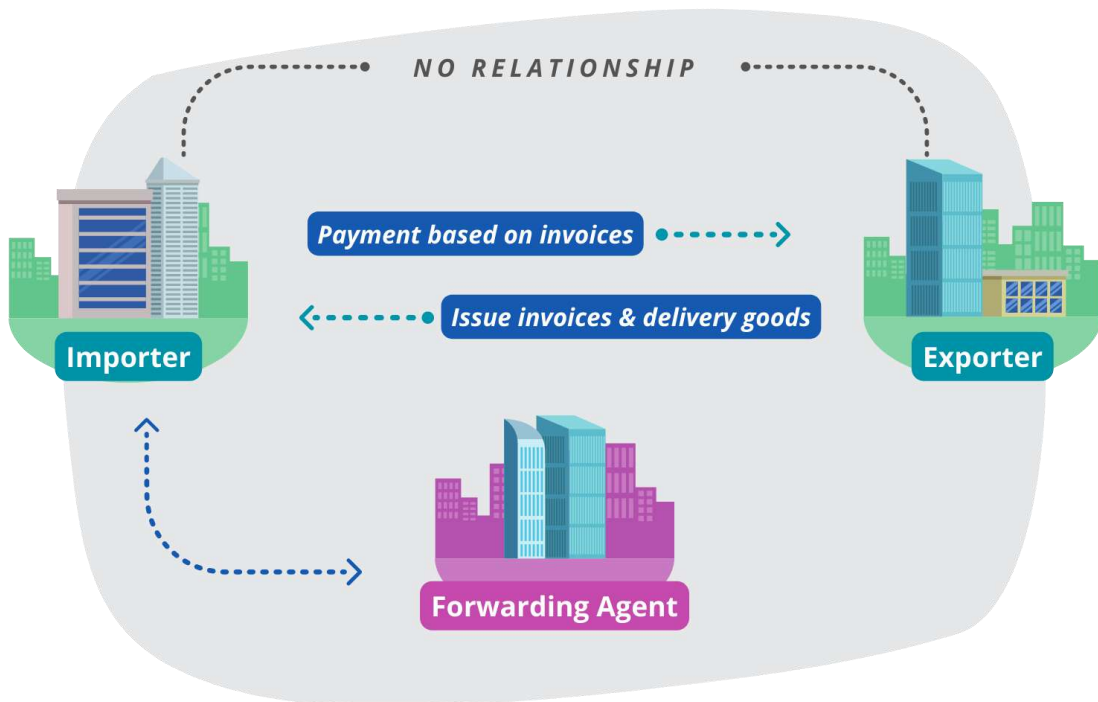 NO RELATIONSHIP
Payment based on invoices
Issue invoices & delivery goods
Importer
Exporter
Forwarding Agent